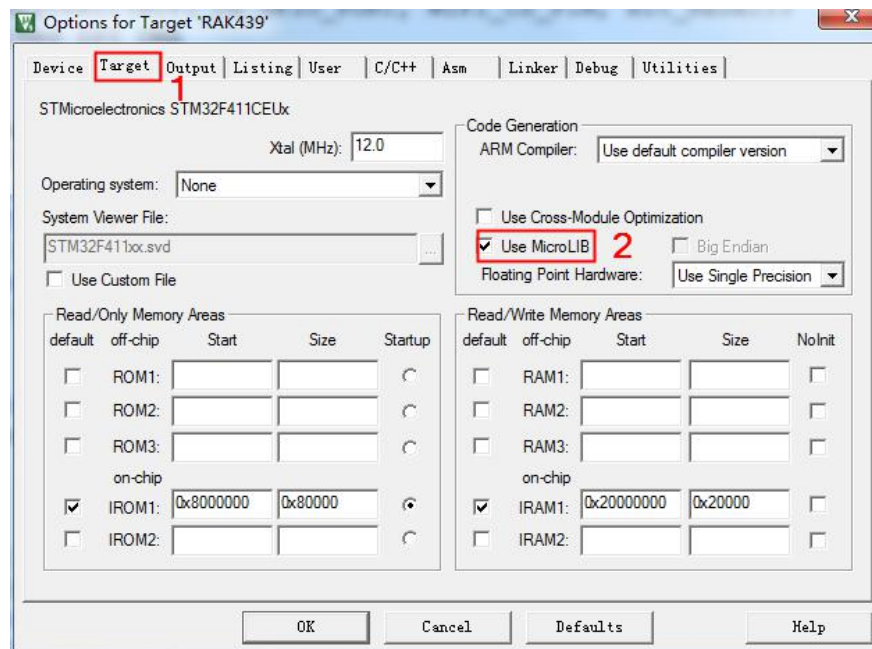 Options for Target 'RAK439'
Device Target Output Listing User C/C++ Asm Linker Debug Utilities
1
STMicroelectronics STM32F411CEUx
Xtal (MHz): 12.0
Operating system: None
System Viewer File:
STM32F411xx.svd ...
Use Custom File
Code Generation
ARM Compiler: Use default compiler version
Use Cross-Module Optimization
Use MicroLIB 2 Big Endian
Floating Point Hardware: Use Single Precision
Read/Only Memory Areas
default off-chip Start Size Startup
ROM1:
ROM2:
ROM3:
on-chip
IROM1: 0x8000000 0x80000
IROM2:
Read/Write Memory Areas
default off-chip Start Size NoInit
RAM1:
RAM2:
RAM3:
on-chip
IRAM1: 0x20000000 0x20000
IRAM2:
OK Cancel Defaults Help